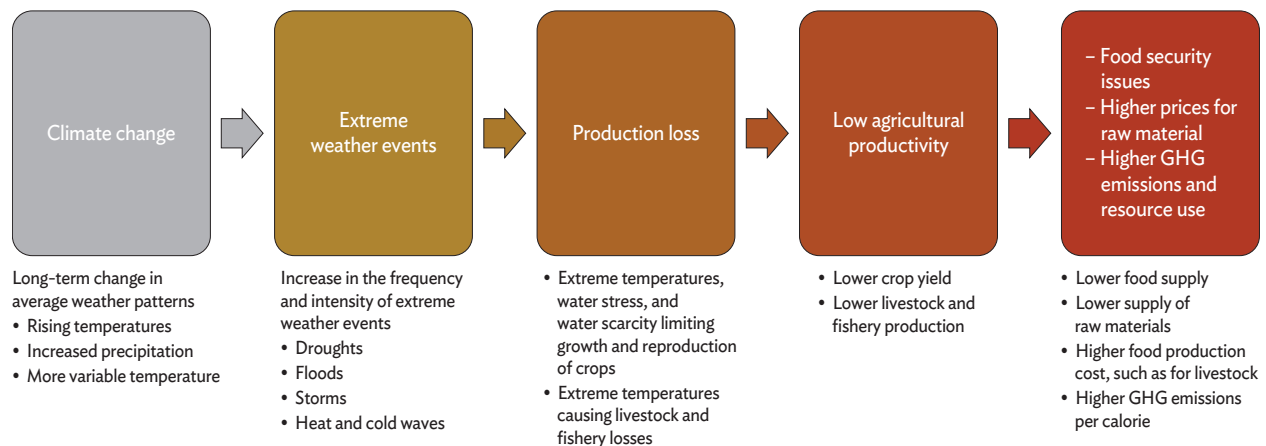 Climate change
Extreme
weather events
Production loss
Low agricultural
productivity
– Food security
issues
– Higher prices for
raw material
– Higher GHG
emissions and
resource use
Long-term change in
average weather patterns
• Rising temperatures
• Increased precipitation
• More variable temperature
Increase in the frequency
and intensity of extreme
weather events
• Droughts
• Floods
• Storms
• Heat and cold waves
• Extreme temperatures,
water stress, and
water scarcity limiting
growth and reproduction
of crops
• Extreme temperatures
causing livestock and
fishery losses
• Lower crop yield
• Lower livestock and
fishery production
• Lower food supply
• Lower supply of
raw materials
• Higher food production
cost, such as for livestock
• Higher GHG emissions
per calorie